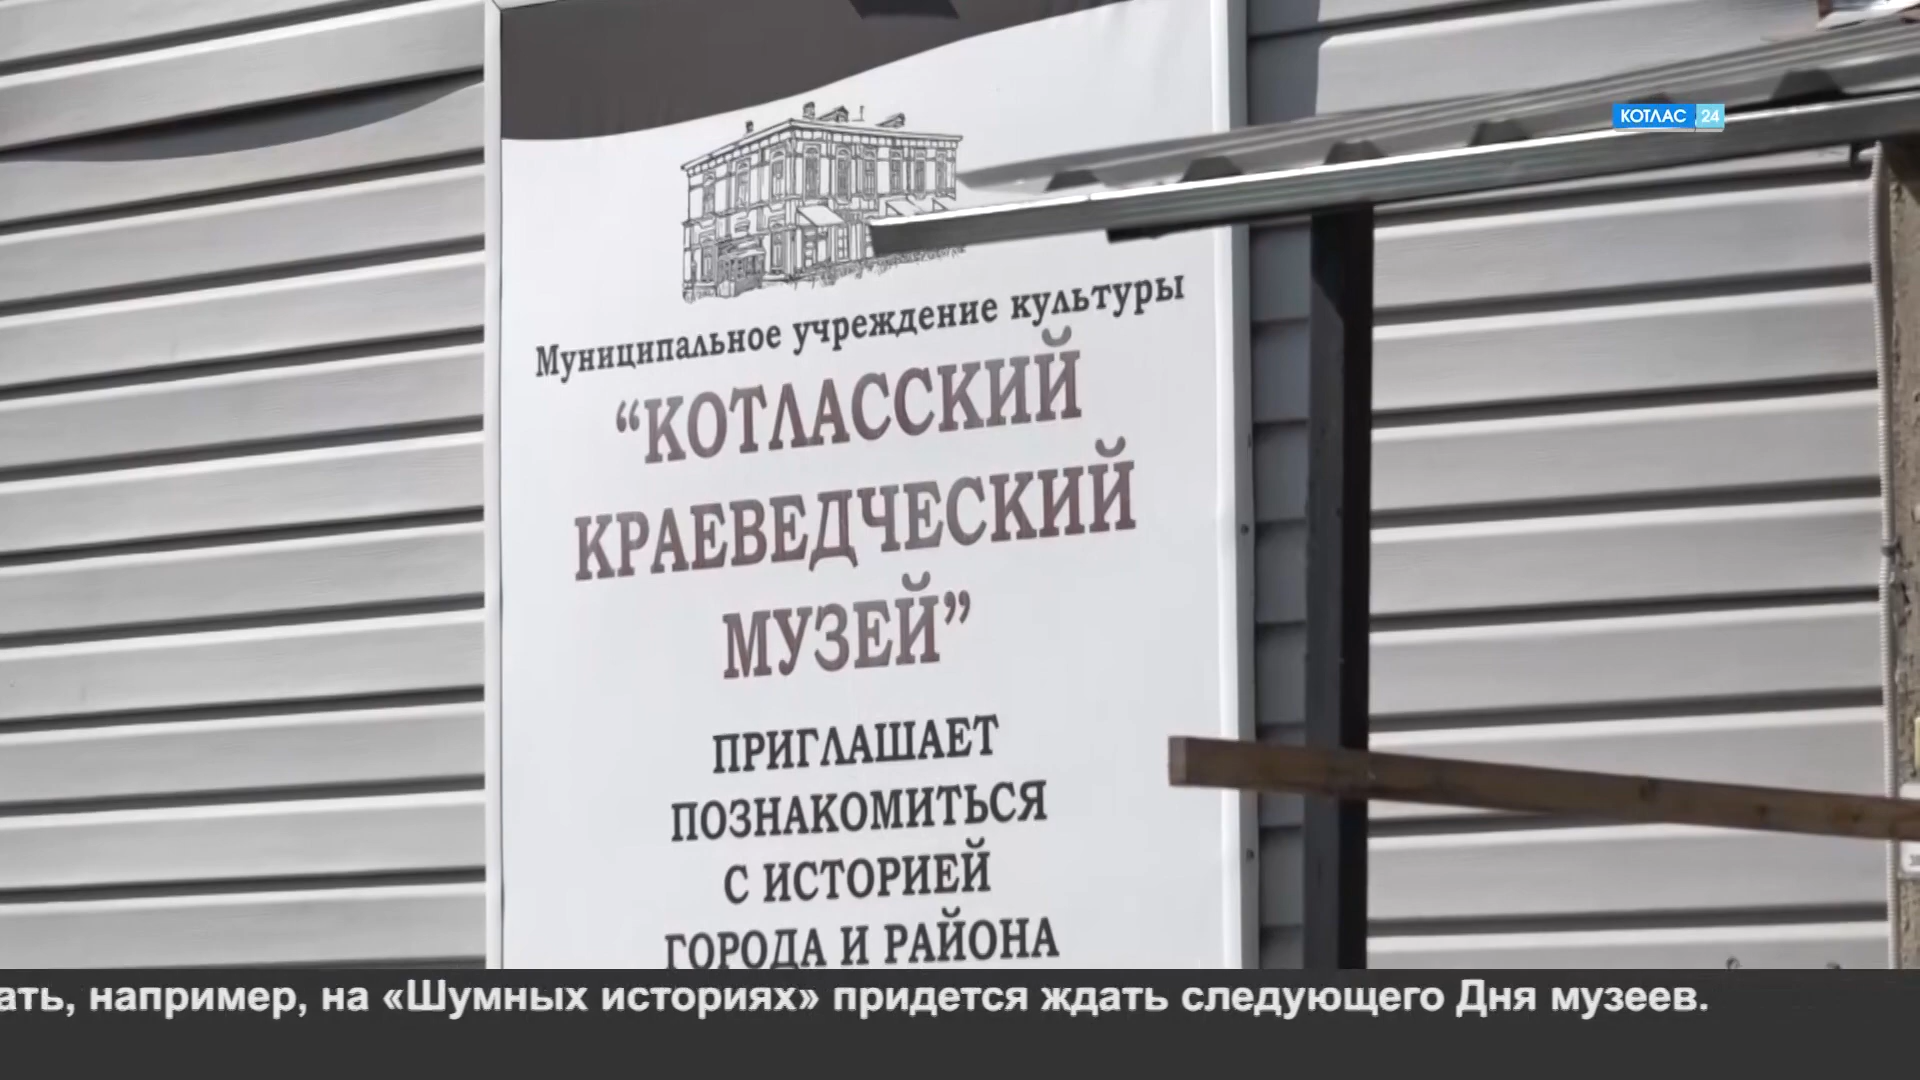 КОТЛАС 24
Муниципальное учреждение культуры
“КОТЛАССКИЙ
КРАЕВЕДЧЕСКИЙ
МУЗЕЙ”
ПРИГЛАШАЕТ
ПОЗНАКОМИТЬСЯ
С ИСТОРИЕЙ
ГОРОДА И РАЙОНА
ать, например, на «Шумных историях» придется ждать следующего Дня музеев.